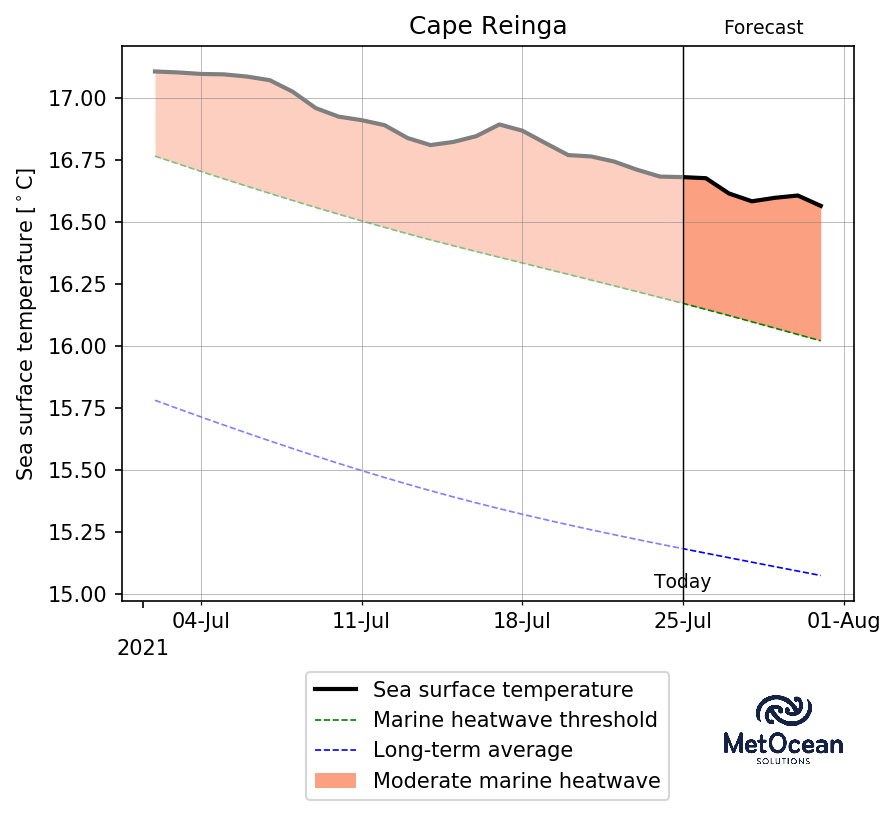 Cape Reinga
Forecast
Sea surface temperature [°C]
17.00
16.75
16.50
16.25
16.00
15.75
15.50
15.25
15.00
Today
04-Jul 11-Jul 18-Jul 25-Jul 01-Aug
2021
Sea surface temperature
Marine heatwave threshold
Long-term average
Moderate marine heatwave
MetOcean
SOLUTIONS